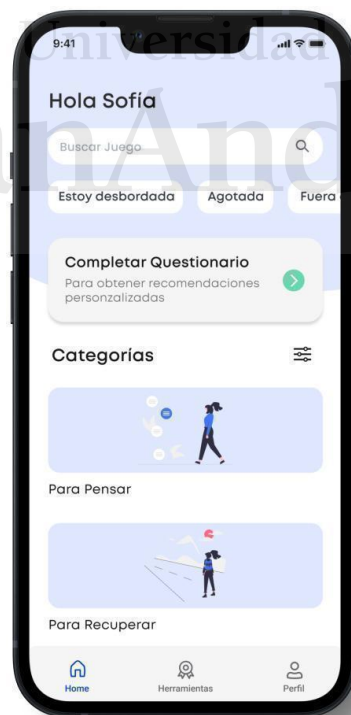 Universidad
9:41
Hola Sofía
Buscar Juego
Estoy desbordada Agotada Fuera
Completar Questionario
Para obtener recomendaciones
personzalizadas
Categorías
Para Pensar
Para Recuperar
Home Herramientas Perfil